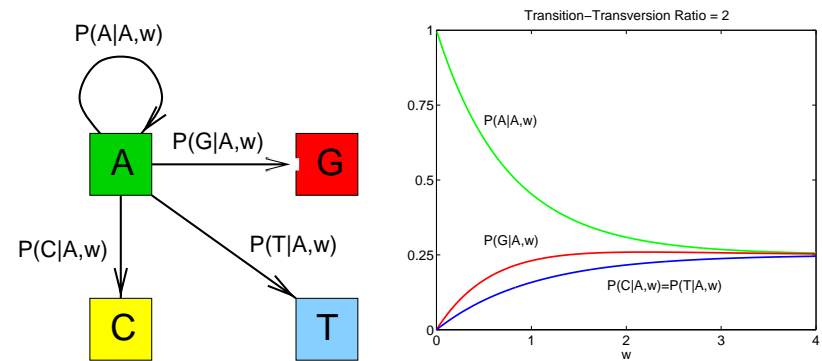 P(A|A,w)
A
P(G|A,w)
G
P(C|A,w)
P(T|A,w)
C
T
Transition−Transversion Ratio = 2
1
0.75
0.5
0.25
0
P(A|A,w)
P(G|A,w)
P(C|A,w)=P(T|A,w)
0
1
2
3
4
w